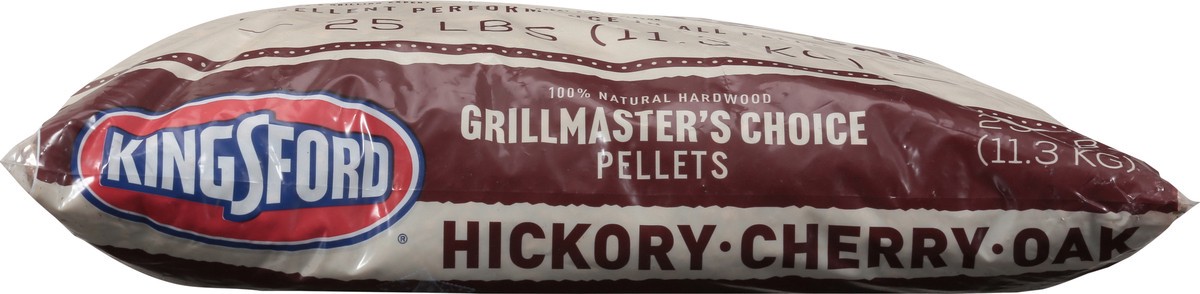 25 LBS (11.3 KG)
KINGSFORD
®
100% NATURAL HARDWOOD
GRILLMASTER'S CHOICE
PELLETS
(11.3 KG)
HICKORY·CHERRY·OAK